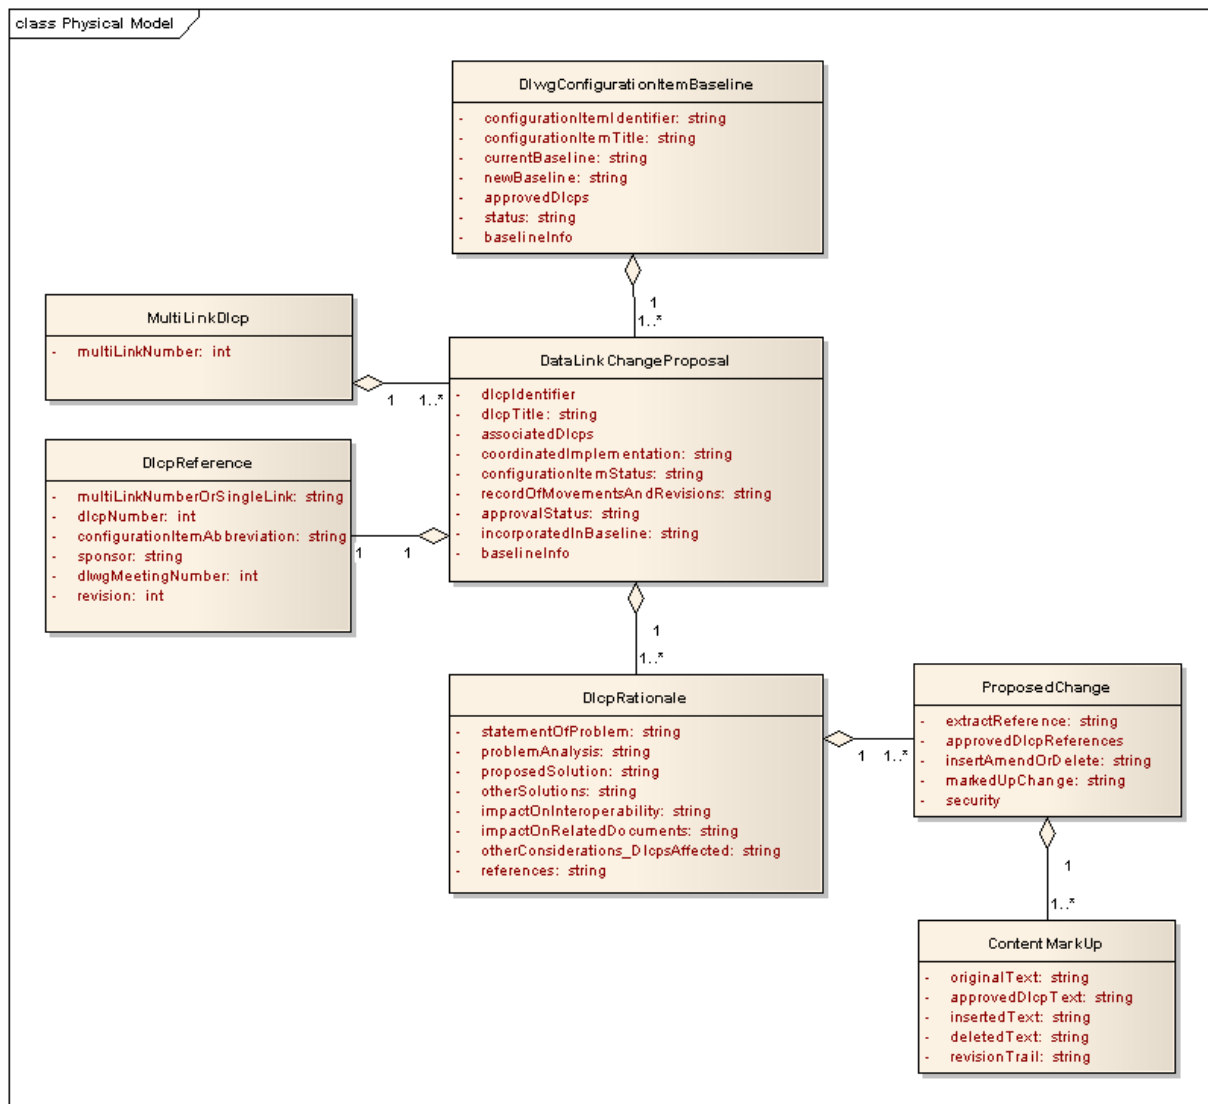 class Physical Model
DlwgConfigurationItemBaseline
- configurationItemIdentifier: string
- configurationItemTitle: string
- currentBaseline: string
- newBaseline: string
- approvedDlcps
- status: string
- baselineInfo
1
1..*
MultiLinkDlcp
- multiLinkNumber: int
1 1..*
DataLinkChangeProposal
- dlcpIdentifier
- dlcpTitle: string
- associatedDlcps
- coordinatedImplementation: string
- configurationItemStatus: string
- recordOfMovementsAndRevisions: string
- approvalStatus: string
- incorporatedInBaseline: string
- baselineInfo
DlcpReference
- multiLinkNumberOrSingleLink: string
- dlcpNumber: int
- configurationItemAbbreviation: string
- sponsor: string
- dlwgMeetingNumber: int
- revision: int
1 1
1
1..*
DlcpRationale
- statementOfProblem: string
- problemAnalysis: string
- proposedSolution: string
- otherSolutions: string
- impactOnInteroperability: string
- impactOnRelatedDocuments: string
- otherConsiderations_DlcpsAffected: string
- references: string
1 1..*
ProposedChange
- extractReference: string
- approvedDlcpReferences
- insertAmendOrDelete: string
- markedUpChange: string
- security
1
1..*
ContentMarkUp
- originalText: string
- approvedDlcpText: string
- insertedText: string
- deletedText: string
- revisionTrail: string